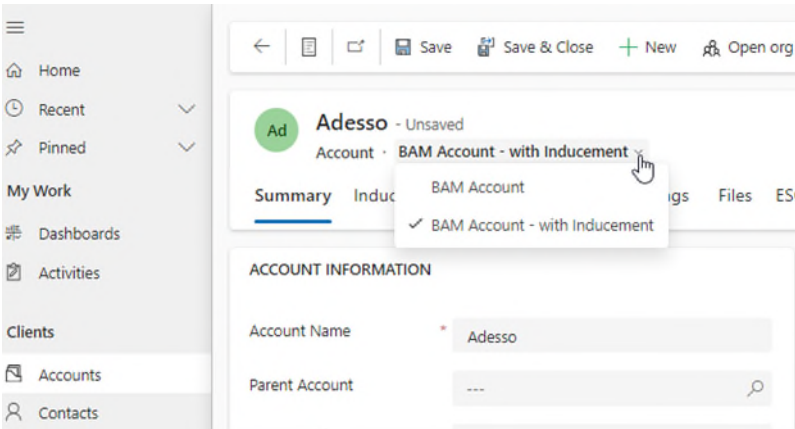 Home
Recent
Pinned
My Work
Dashboards
Activities
Clients
Accounts
Contacts
Save
Save & Close
New
Open org
Ad
Adesso - Unsaved
Account · BAM Account - with Inducement
Summary
Induc
gs
Files
ES
BAM Account
BAM Account - with Inducement
ACCOUNT INFORMATION
Account Name *
Adesso
Parent Account
---